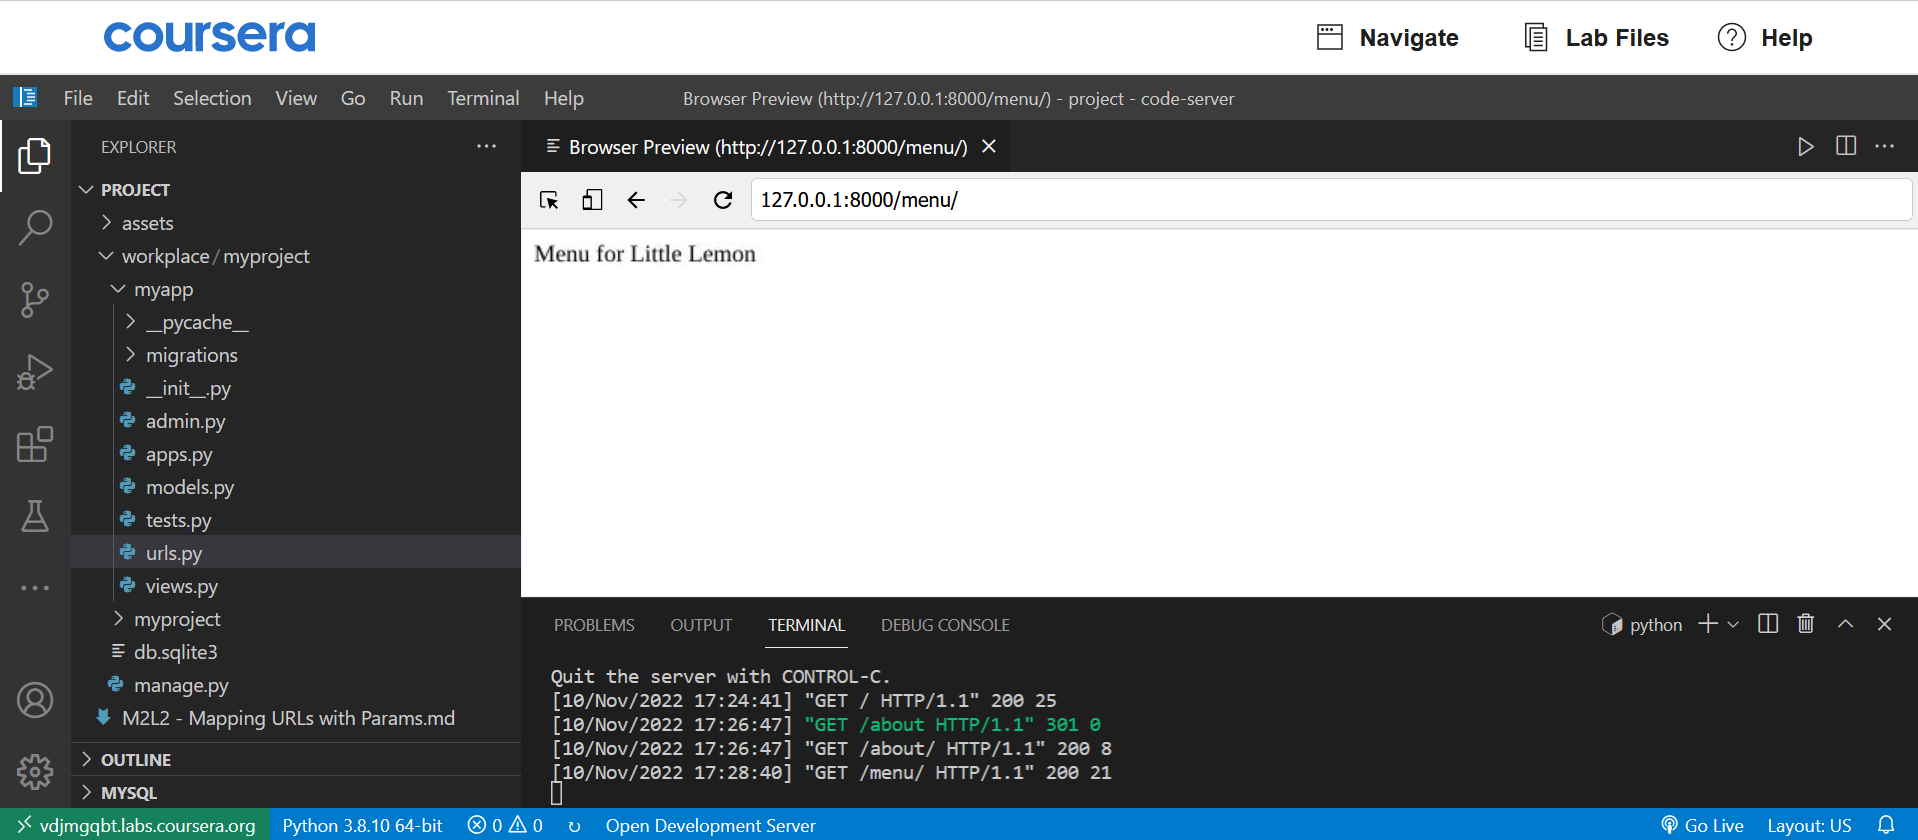 coursera
Navigate
Lab Files
Help
File Edit Selection View Go Run Terminal Help
Browser Preview (http://127.0.0.1:8000/menu/) - project - code-server
EXPLORER
Browser Preview (http://127.0.0.1:8000/menu/)
PROJECT
assets
workplace / myproject
myapp
__pycache__
migrations
__init__.py
admin.py
apps.py
models.py
tests.py
urls.py
views.py
myproject
db.sqlite3
manage.py
M2L2 - Mapping URLs with Params.md
OUTLINE
MYSQL
127.0.0.1:8000/menu/
Menu for Little Lemon
PROBLEMS OUTPUT TERMINAL DEBUG CONSOLE
python
Quit the server with CONTROL-C.
[10/Nov/2022 17:24:41] "GET / HTTP/1.1" 200 25
[10/Nov/2022 17:26:47] "GET /about HTTP/1.1" 301 0
[10/Nov/2022 17:26:47] "GET /about/ HTTP/1.1" 200 8
[10/Nov/2022 17:28:40] "GET /menu/ HTTP/1.1" 200 21
vdjmgqbt.labs.coursera.org Python 3.8.10 64-bit 0 0 Open Development Server Go Live Layout: US